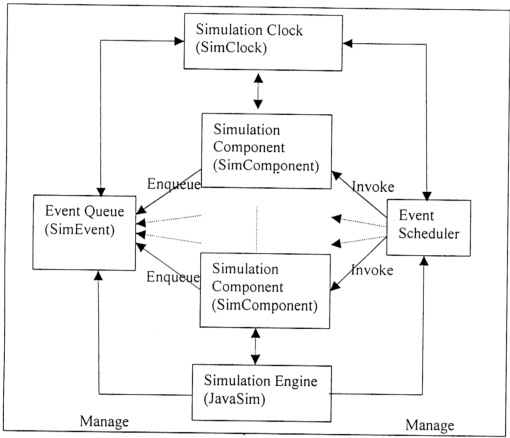 Simulation Clock
(SimClock)
Simulation
Component
(SimComponent)
Enqueue
Invoke
Event Queue
(SimEvent)
Event
Scheduler
Enqueue
Simulation
Component
(SimComponent)
Invoke
Simulation Engine
(JavaSim)
Manage
Manage